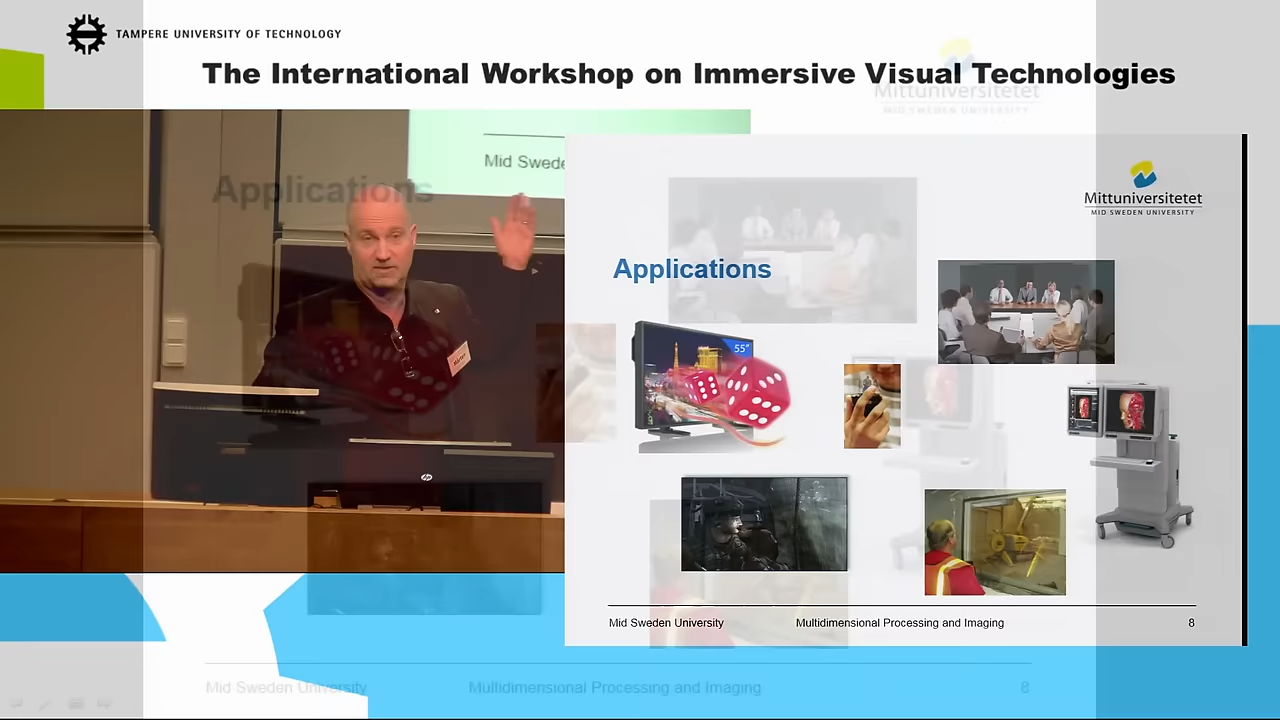 TAMPERE UNIVERSITY OF TECHNOLOGY
The International Workshop on Immersive Visual Technologies
Mittuniversitetet
MID SWEDEN UNIVERSITY
Mid Swede
Applications
Mittuniversitetet
MID SWEDEN UNIVERSITY
Applications
55"
hp
Mid Sweden University
Multidimensional Processing and Imaging
8
Mid Sweden University
Multidimensional Processing and Imaging
8